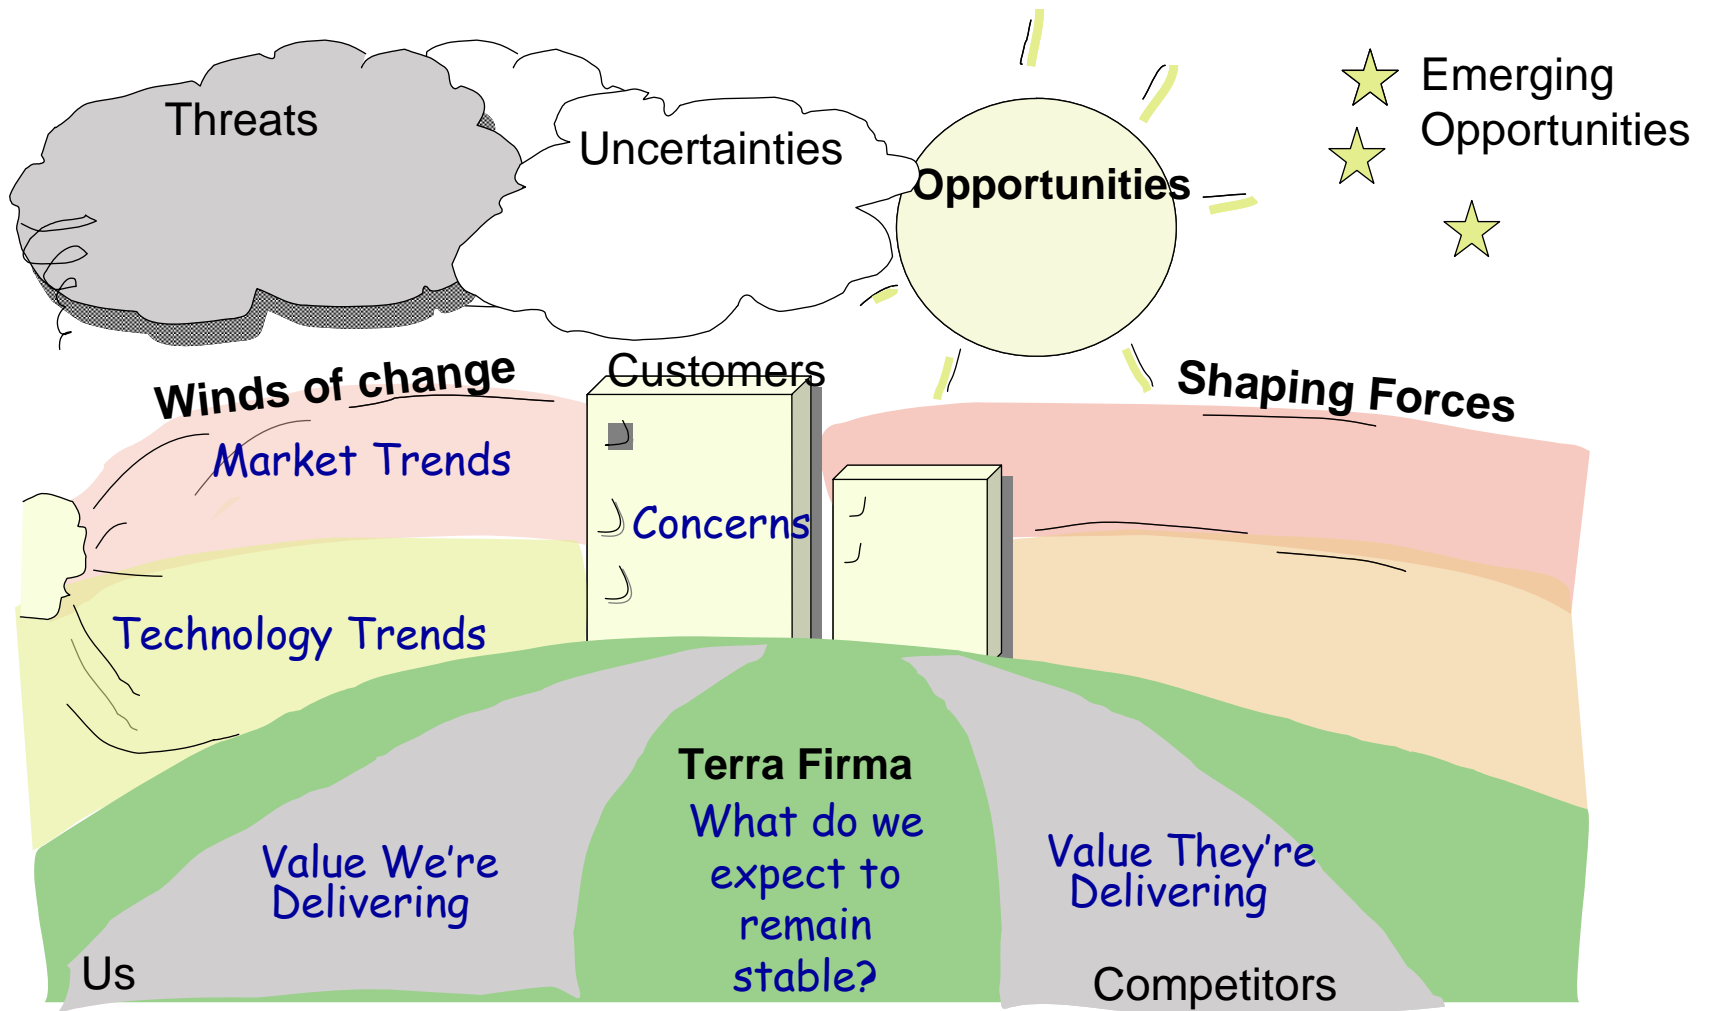 Threats
Uncertainties
Opportunities
Emerging
Opportunities
Winds of change
Customers
Shaping Forces
Market Trends
Concerns
Technology Trends
Terra Firma
What do we
expect to
remain
stable?
Value We're
Delivering
Value They're
Delivering
Us
Competitors